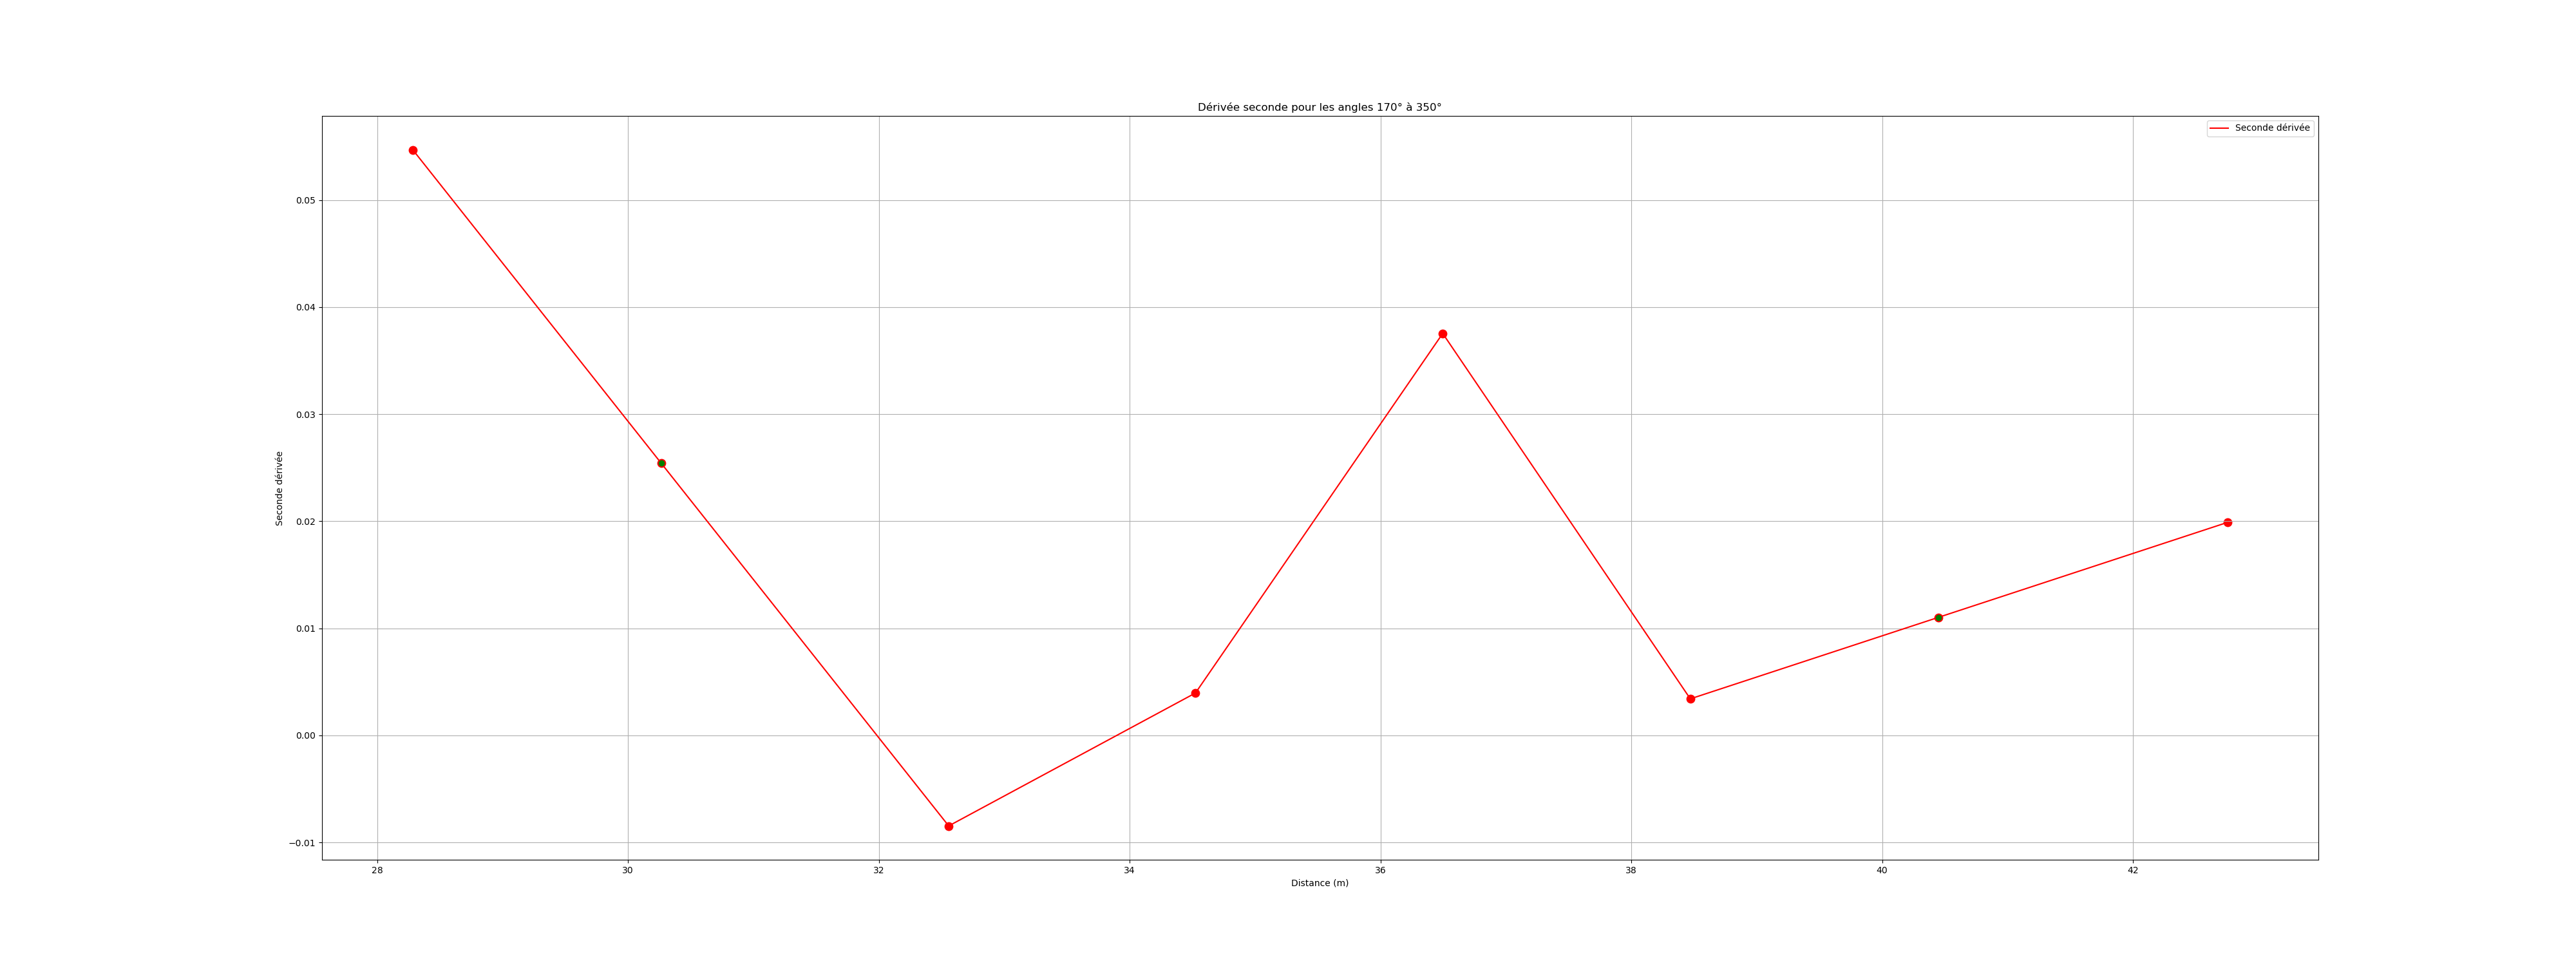 Dérivée seconde pour les angles 170° à 350°
Seconde dérivée
0.05
0.04
0.03
0.02
0.01
0.00
−0.01
Seconde dérivée
28 30 32 34 36 38 40 42
Distance (m)